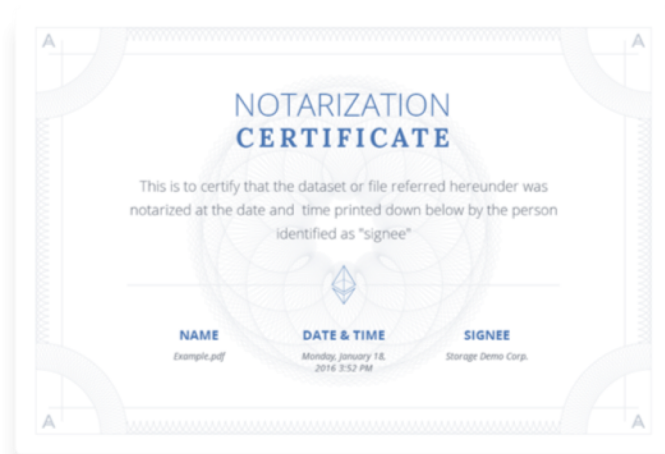 A A
NOTARIZATION
CERTIFICATE
This is to certify that the dataset or file referred hereunder was
notarized at the date and time printed down below by the person
identified as "signee"
NAME DATE & TIME SIGNEE
Example.pdf Monday, January 18, Storage Demo Corp.
2016 3:52 PM
A A